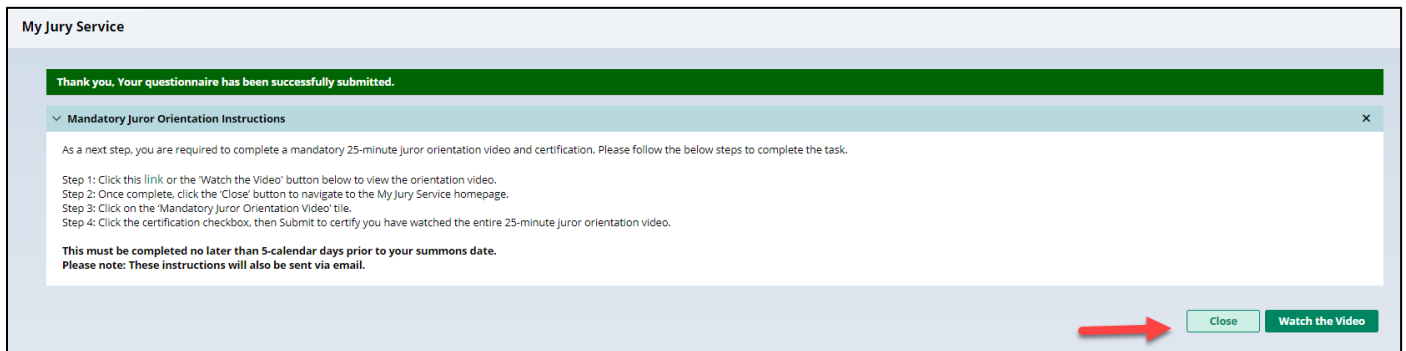 My Jury Service
Thank you, Your questionnaire has been successfully submitted.
Mandatory Juror Orientation Instructions
As a next step, you are required to complete a mandatory 25-minute juror orientation video and certification. Please follow the below steps to complete the task.
Step 1: Click this link or the 'Watch the Video' button below to view the orientation video.
Step 2: Once complete, click the 'Close' button to navigate to the My Jury Service homepage.
Step 3: Click on the 'Mandatory Juror Orientation Video' tile.
Step 4: Click the certification checkbox, then Submit to certify you have watched the entire 25-minute juror orientation video.
This must be completed no later than 5-calendar days prior to your summons date.
Please note: These instructions will also be sent via email.
Close Watch the Video